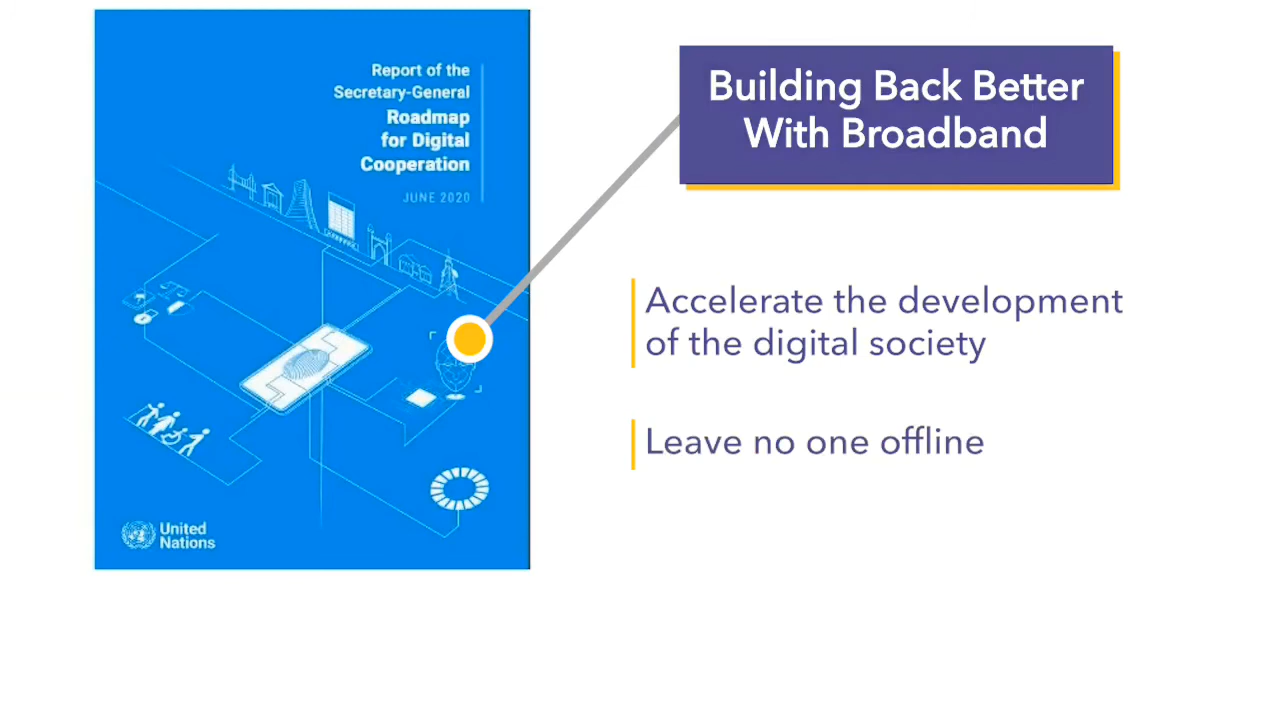 Report of the
Secretary-General
Roadmap
for Digital
Cooperation
JUNE 2020
United
Nations
Building Back Better
With Broadband
Accelerate the development
of the digital society
Leave no one offline